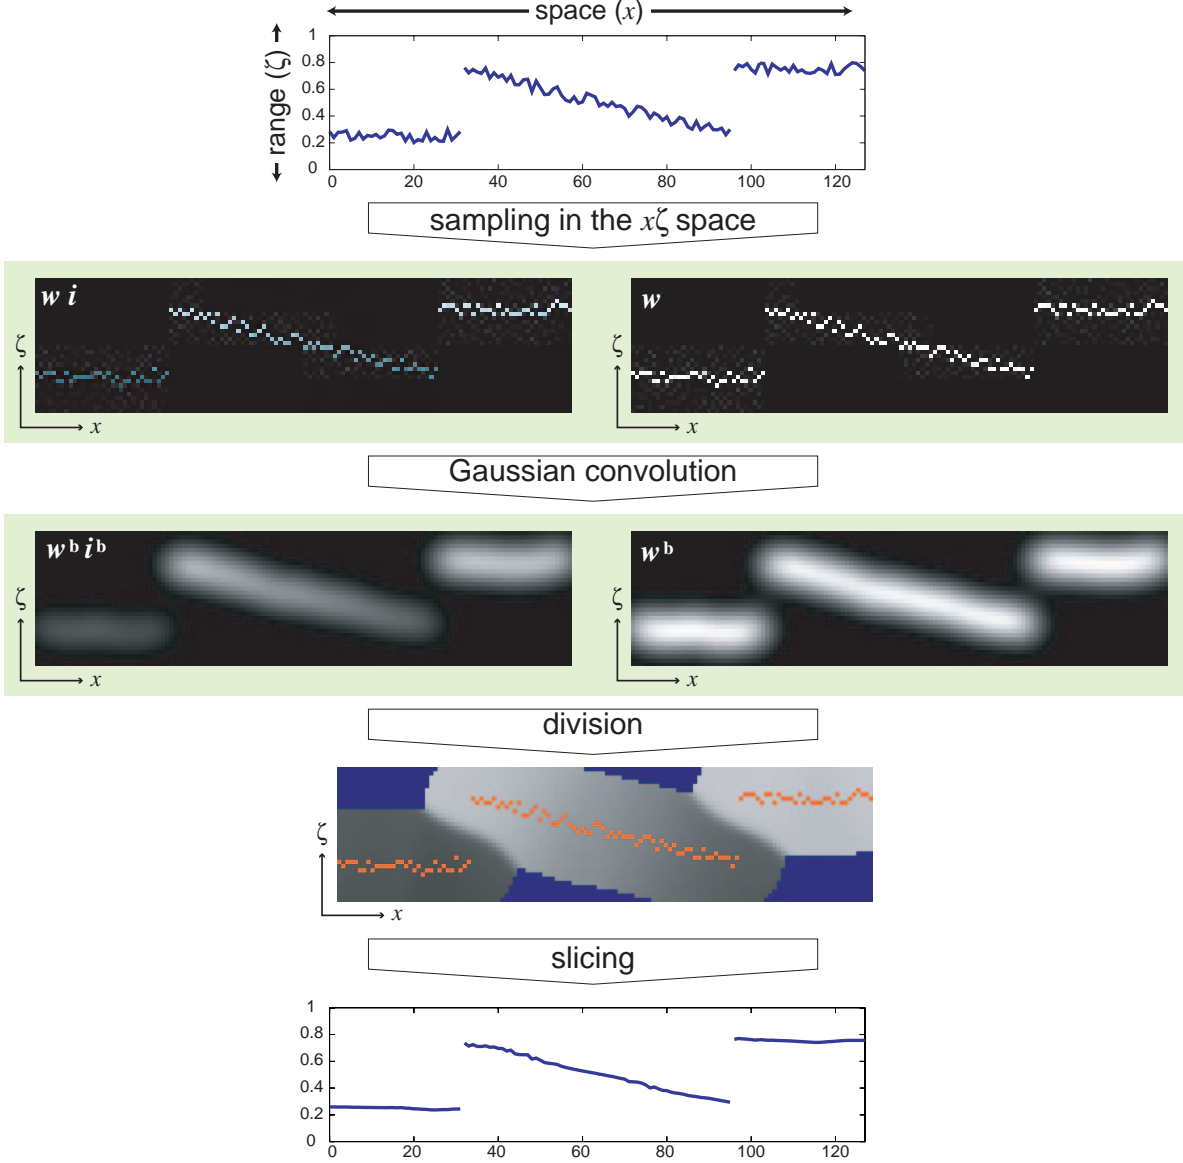 space (x)
range (ζ)
1
0.8
0.6
0.4
0.2
0
0 20 40 60 80 100 120
sampling in the xζ space
w i
w
ζ
x
ζ
x
Gaussian convolution
wᵇ iᵇ
wᵇ
ζ
x
ζ
x
division
ζ
x
slicing
1
0.8
0.6
0.4
0.2
0
0 20 40 60 80 100 120